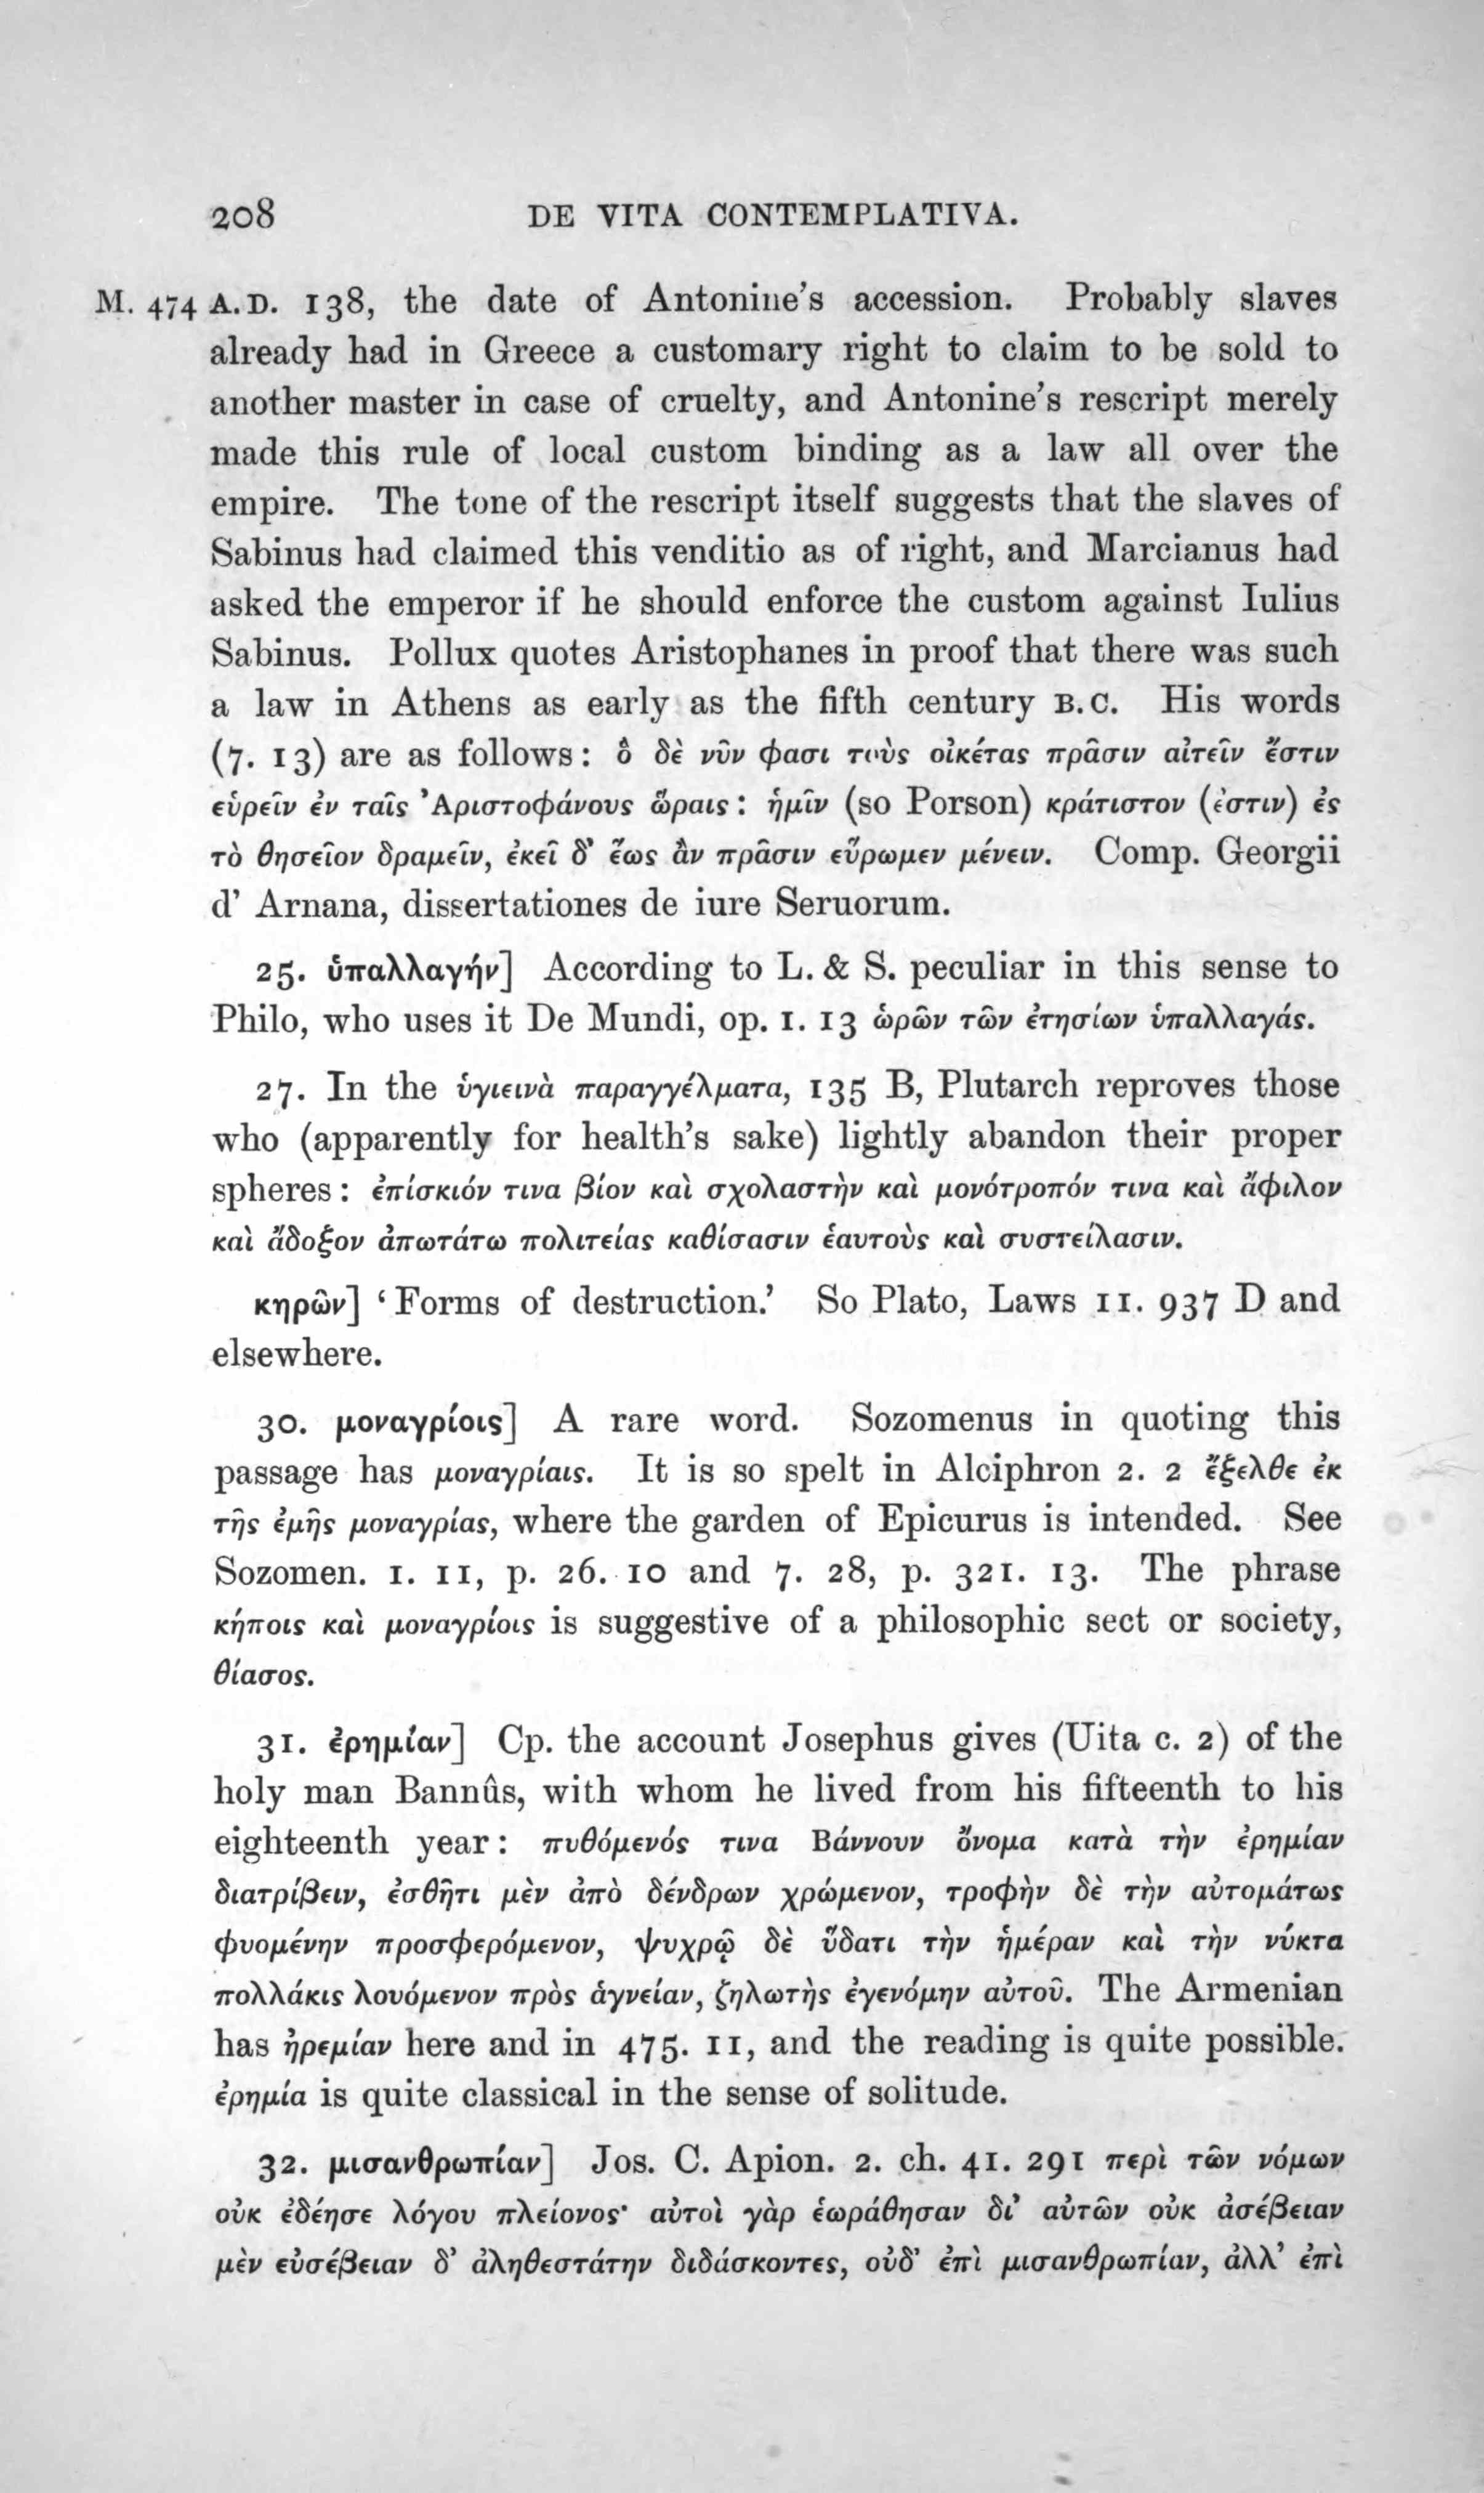 208 DE VITA CONTEMPLATIVA.
M. 474 A.D. 138, the date of Antonine's accession. Probably slaves
already had in Greece a customary right to claim to be sold to
another master in case of cruelty, and Antonine's rescript merely
made this rule of local custom binding as a law all over the
empire. The tone of the rescript itself suggests that the slaves of
Sabinus had claimed this venditio as of right, and Marcianus had
asked the emperor if he should enforce the custom against Iulius
Sabinus. Pollux quotes Aristophanes in proof that there was such
a law in Athens as early as the fifth century B.C. His words
(7. 13) are as follows: ὃ δὲ νῦν φασι τοὺς οἰκέτας πρᾶσιν αἰτεῖν ἔστιν
εὑρεῖν ἐν ταῖς Ἀριστοφάνους ὥραις: ἡμῖν (so Porson) κράτιστον (ἐστιν) ἐς
τὸ θησεῖον δραμεῖν, ἐκεῖ δ' ἕως ἂν πρᾶσιν εὕρωμεν μένειν. Comp. Georgii
d' Arnana, dissertationes de iure Seruorum.
25. ὑπαλλαγήν] According to L. & S. peculiar in this sense to
Philo, who uses it De Mundi, op. 1. 13 ὡρῶν τῶν ἐτησίων ὑπαλλαγάς.
27. In the ὑγιεινὰ παραγγέλματα, 135 B, Plutarch reproves those
who (apparently for health's sake) lightly abandon their proper
spheres: ἐπίσκιόν τινα βίον καὶ σχολαστὴν καὶ μονότροπόν τινα καὶ ἄφιλον
καὶ ἄδοξον ἀπωτάτω πολιτείας καθίσασιν ἑαυτοὺς καὶ συστείλασιν.
κηρῶν] 'Forms of destruction.' So Plato, Laws 11. 937 D and
elsewhere.
30. μοναγρίοις] A rare word. Sozomenus in quoting this
passage has μοναγρίαις. It is so spelt in Alciphron 2. 2 ἔξελθε ἐκ
τῆς ἐμῆς μοναγρίας, where the garden of Epicurus is intended. See
Sozomen. 1. 11, p. 26. 10 and 7. 28, p. 321. 13. The phrase
κήποις καὶ μοναγρίοις is suggestive of a philosophic sect or society,
θίασος.
31. ἐρημίαν] Cp. the account Josephus gives (Uita c. 2) of the
holy man Bannûs, with whom he lived from his fifteenth to his
eighteenth year: πυθόμενός τινα Βάννουν ὄνομα κατὰ τὴν ἐρημίαν
διατρίβειν, ἐσθῆτι μὲν ἀπὸ δένδρων χρώμενον, τροφὴν δὲ τὴν αὐτομάτως
φυομένην προσφερόμενον, ψυχρῷ δὲ ὕδατι τὴν ἡμέραν καὶ τὴν νύκτα
πολλάκις λουόμενον πρὸς ἁγνείαν, ζηλωτὴς ἐγενόμην αὐτοῦ. The Armenian
has ἠρεμίαν here and in 475. 11, and the reading is quite possible.
ἐρημία is quite classical in the sense of solitude.
32. μισανθρωπίαν] Jos. C. Apion. 2. ch. 41. 291 περὶ τῶν νόμων
οὐκ ἐδέησε λόγου πλείονος· αὐτοὶ γὰρ ἑωράθησαν δι' αὑτῶν οὐκ ἀσέβειαν
μὲν εὐσέβειαν δ' ἀληθεστάτην διδάσκοντες, οὐδ' ἐπὶ μισανθρωπίαν, ἀλλ' ἐπὶ